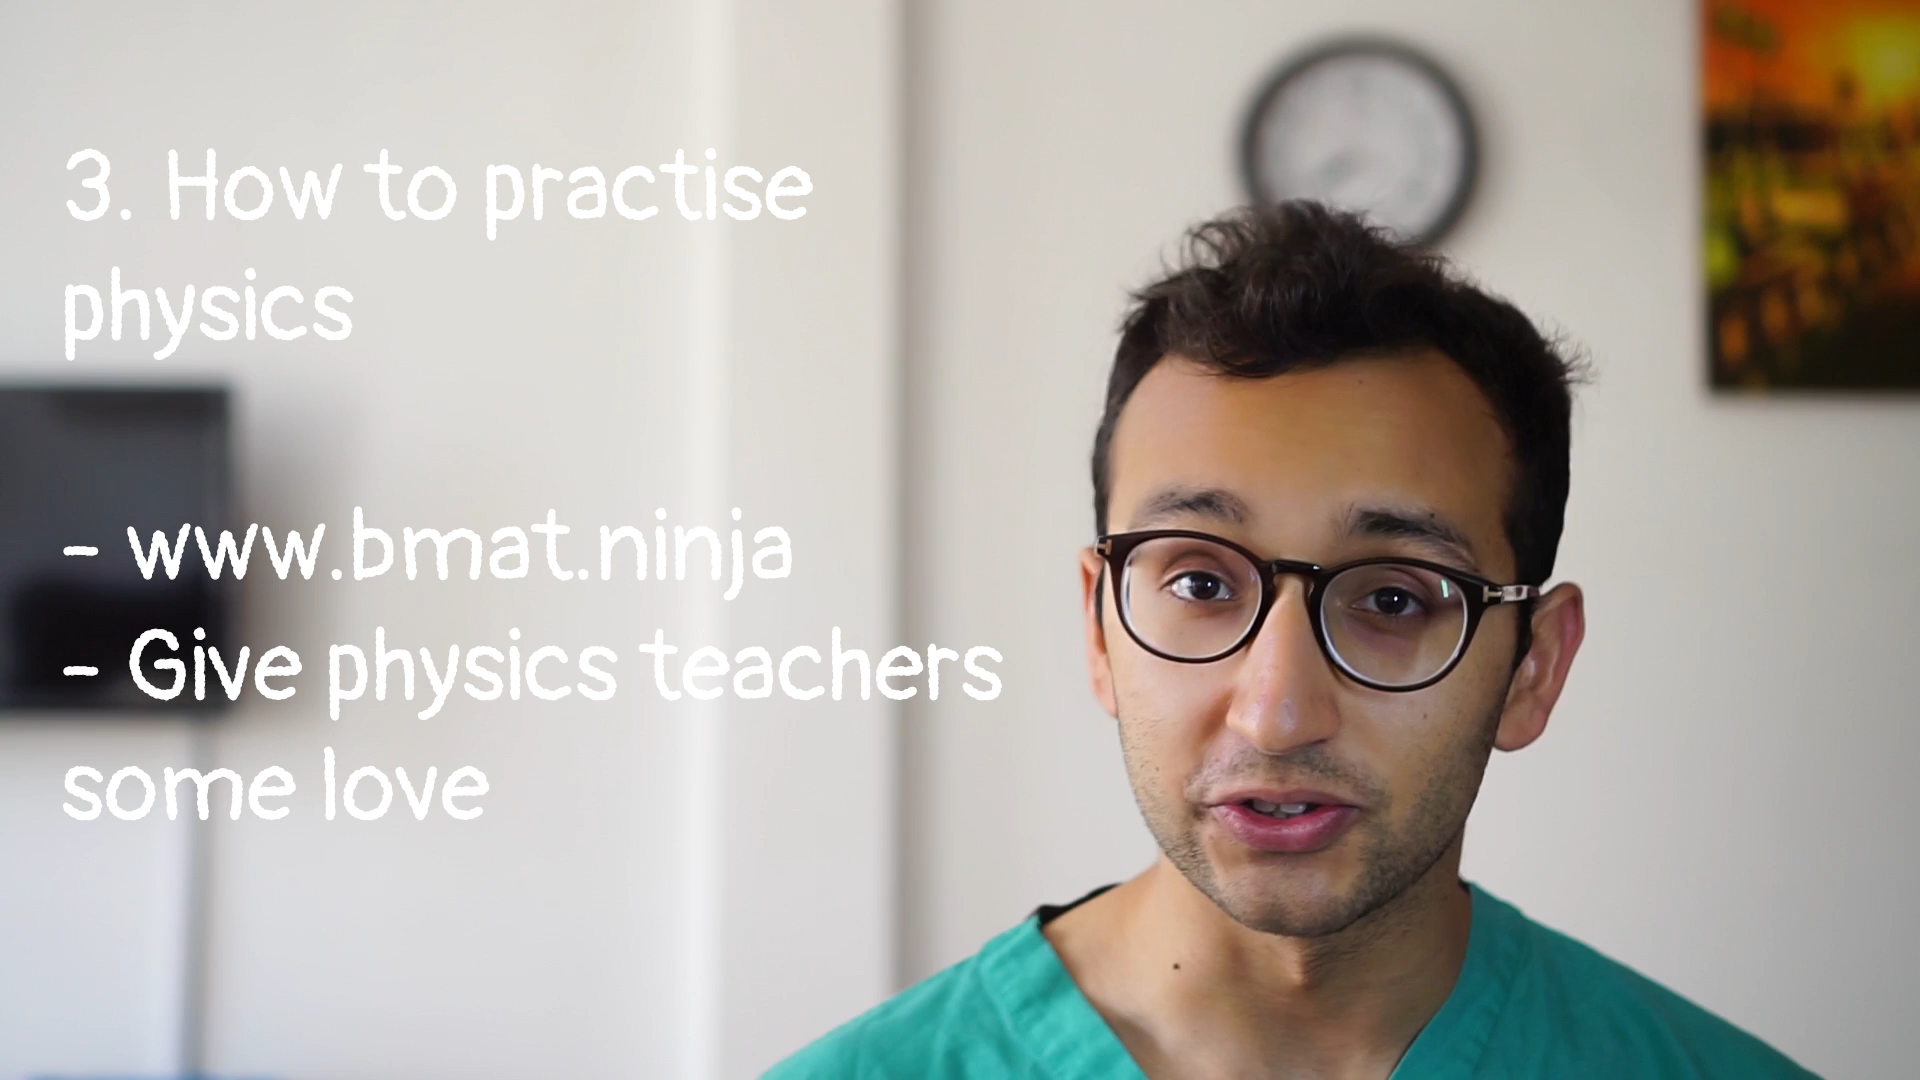 3. How to practise
physics
- www.bmat.ninja
- Give physics teachers
some love